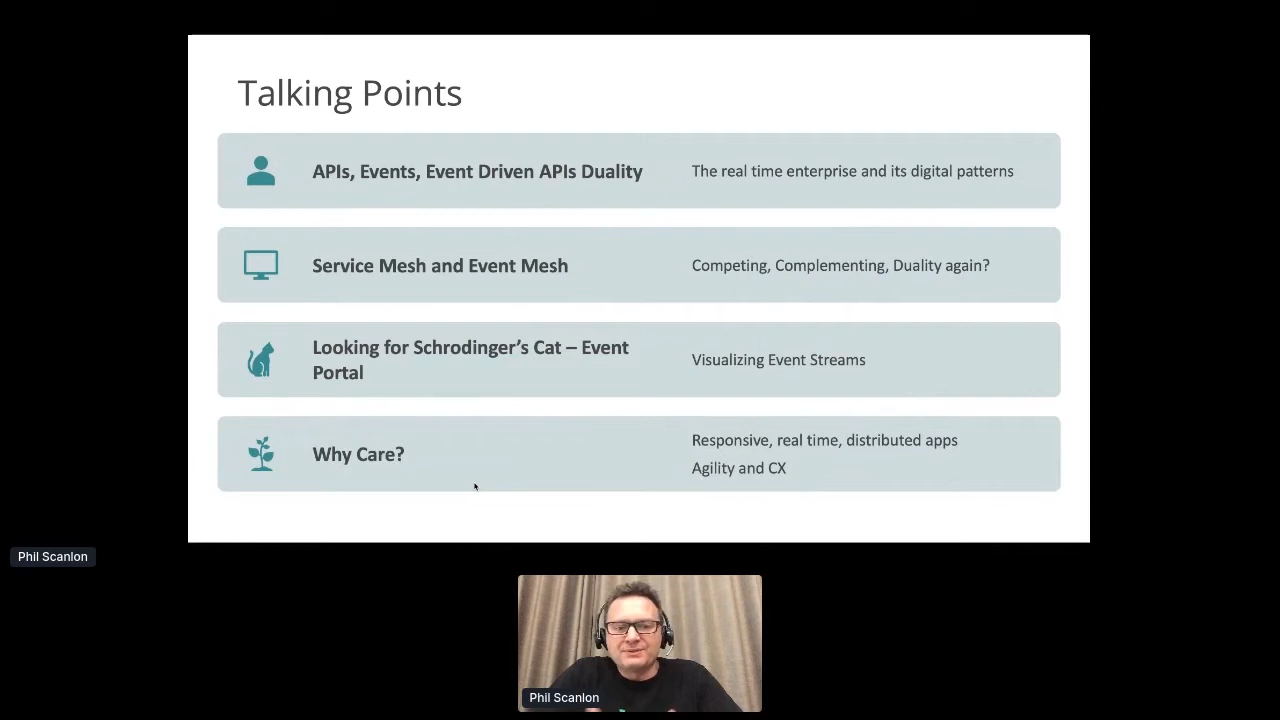 Talking Points
APIs, Events, Event Driven APIs Duality
The real time enterprise and its digital patterns
Service Mesh and Event Mesh
Competing, Complementing, Duality again?
Looking for Schrodinger's Cat – Event
Portal
Visualizing Event Streams
Why Care?
Responsive, real time, distributed apps
Agility and CX
Phil Scanlon
Phil Scanlon